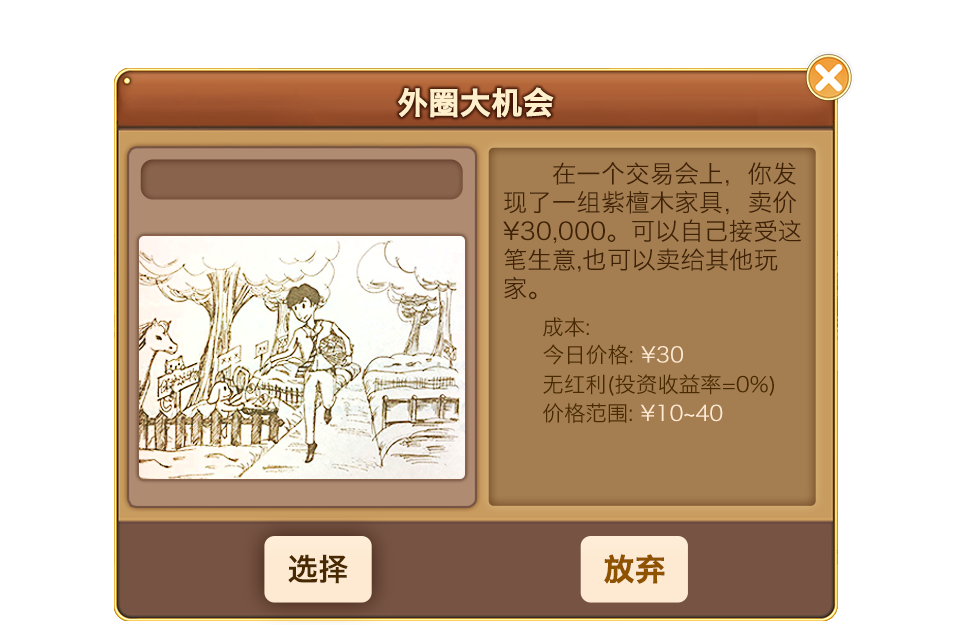 外圈大机会
在一个交易会上，你发
现了一组紫檀木家具，卖价
¥30,000。可以自己接受这
笔生意,也可以卖给其他玩
家。
成本:
今日价格: ¥30
无红利(投资收益率=0%)
价格范围: ¥10~40
选择
放弃